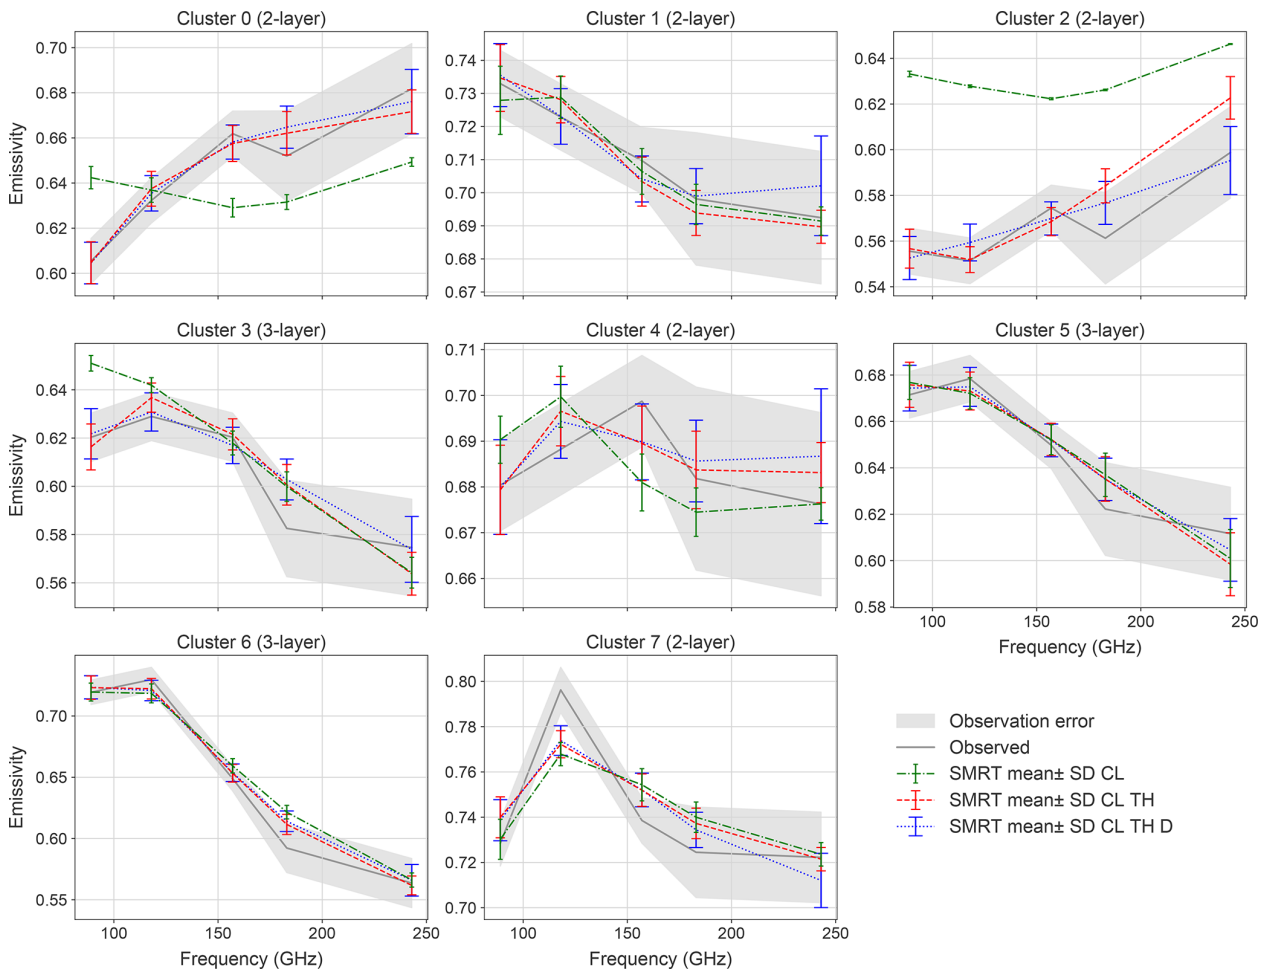 Cluster 0 (2-layer)
Cluster 1 (2-layer)
Cluster 2 (2-layer)
Emissivity
0.70
0.68
0.66
0.64
0.62
0.60
0.74
0.73
0.72
0.71
0.70
0.69
0.68
0.67
0.64
0.62
0.60
0.58
0.56
0.54
Cluster 3 (3-layer)
Cluster 4 (2-layer)
Cluster 5 (3-layer)
Emissivity
0.64
0.62
0.60
0.58
0.56
0.71
0.70
0.69
0.68
0.67
0.66
0.68
0.66
0.64
0.62
0.60
0.58
100 150 200 250
Frequency (GHz)
Cluster 6 (3-layer)
Cluster 7 (2-layer)
Emissivity
0.70
0.65
0.60
0.55
100 150 200 250
Frequency (GHz)
0.80
0.78
0.76
0.74
0.72
0.70
100 150 200 250
Frequency (GHz)
Observation error
Observed
SMRT mean± SD CL
SMRT mean± SD CL TH
SMRT mean± SD CL TH D